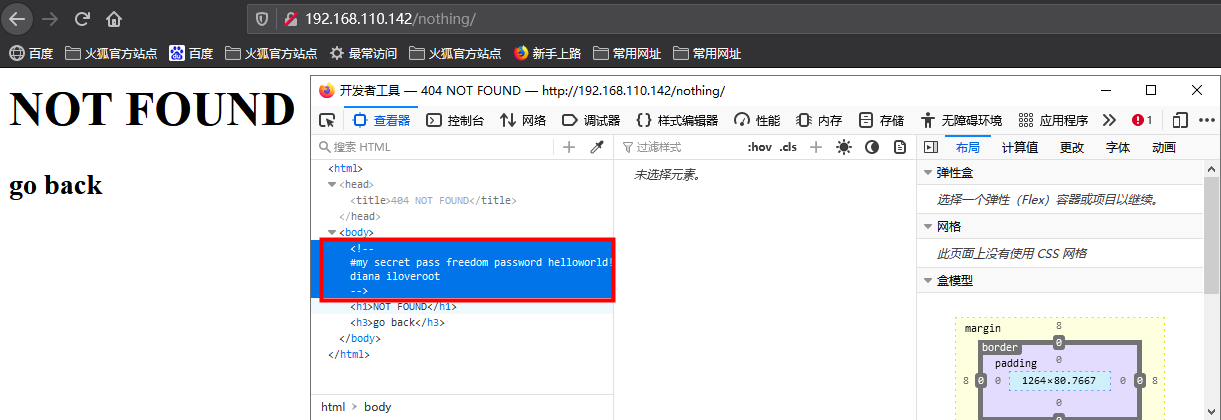 192.168.110.142/nothing/
百度 火狐官方站点 百度 火狐官方站点 最常访问 火狐官方站点 新手上路 常用网址 常用网址
NOT FOUND
go back
开发者工具 — 404 NOT FOUND — http://192.168.110.142/nothing/
查看器 控制台 网络 调试器 {} 样式编辑器 性能 内存 存储 无障碍环境 应用程序 1
搜索 HTML
过滤样式 :hov .cls
布局 计算值 更改 字体 动画
<html>
<head>
<title>404 NOT FOUND</title>
</head>
<body>
<!--
#my secret pass freedom password helloworld!
diana iloveroot
-->
<h1>NOT FOUND</h1>
<h3>go back</h3>
</body>
</html>
html > body
未选择元素。
弹性盒
选择一个弹性（Flex）容器或项目以继续。
网格
此页面上没有使用 CSS 网格
盒模型
margin 8
border 0
padding 0
8 0 0 1264×80.7667 0 0 8
0
0